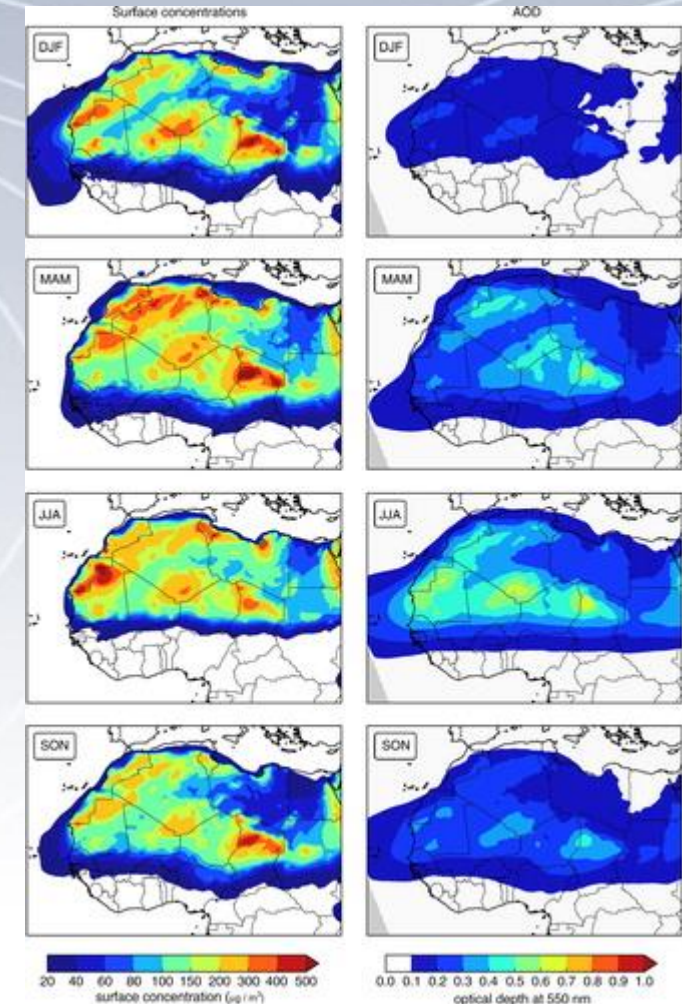 Surface concentrations
AOD
DJF
DJF
MAM
MAM
JJA
JJA
SON
SON
20 40 60 80 100 150 200 300 400 500
surface concentration (µg / m³)
0.0 0.1 0.2 0.3 0.4 0.5 0.6 0.7 0.8 0.9 1.0
optical depth at 550 nm